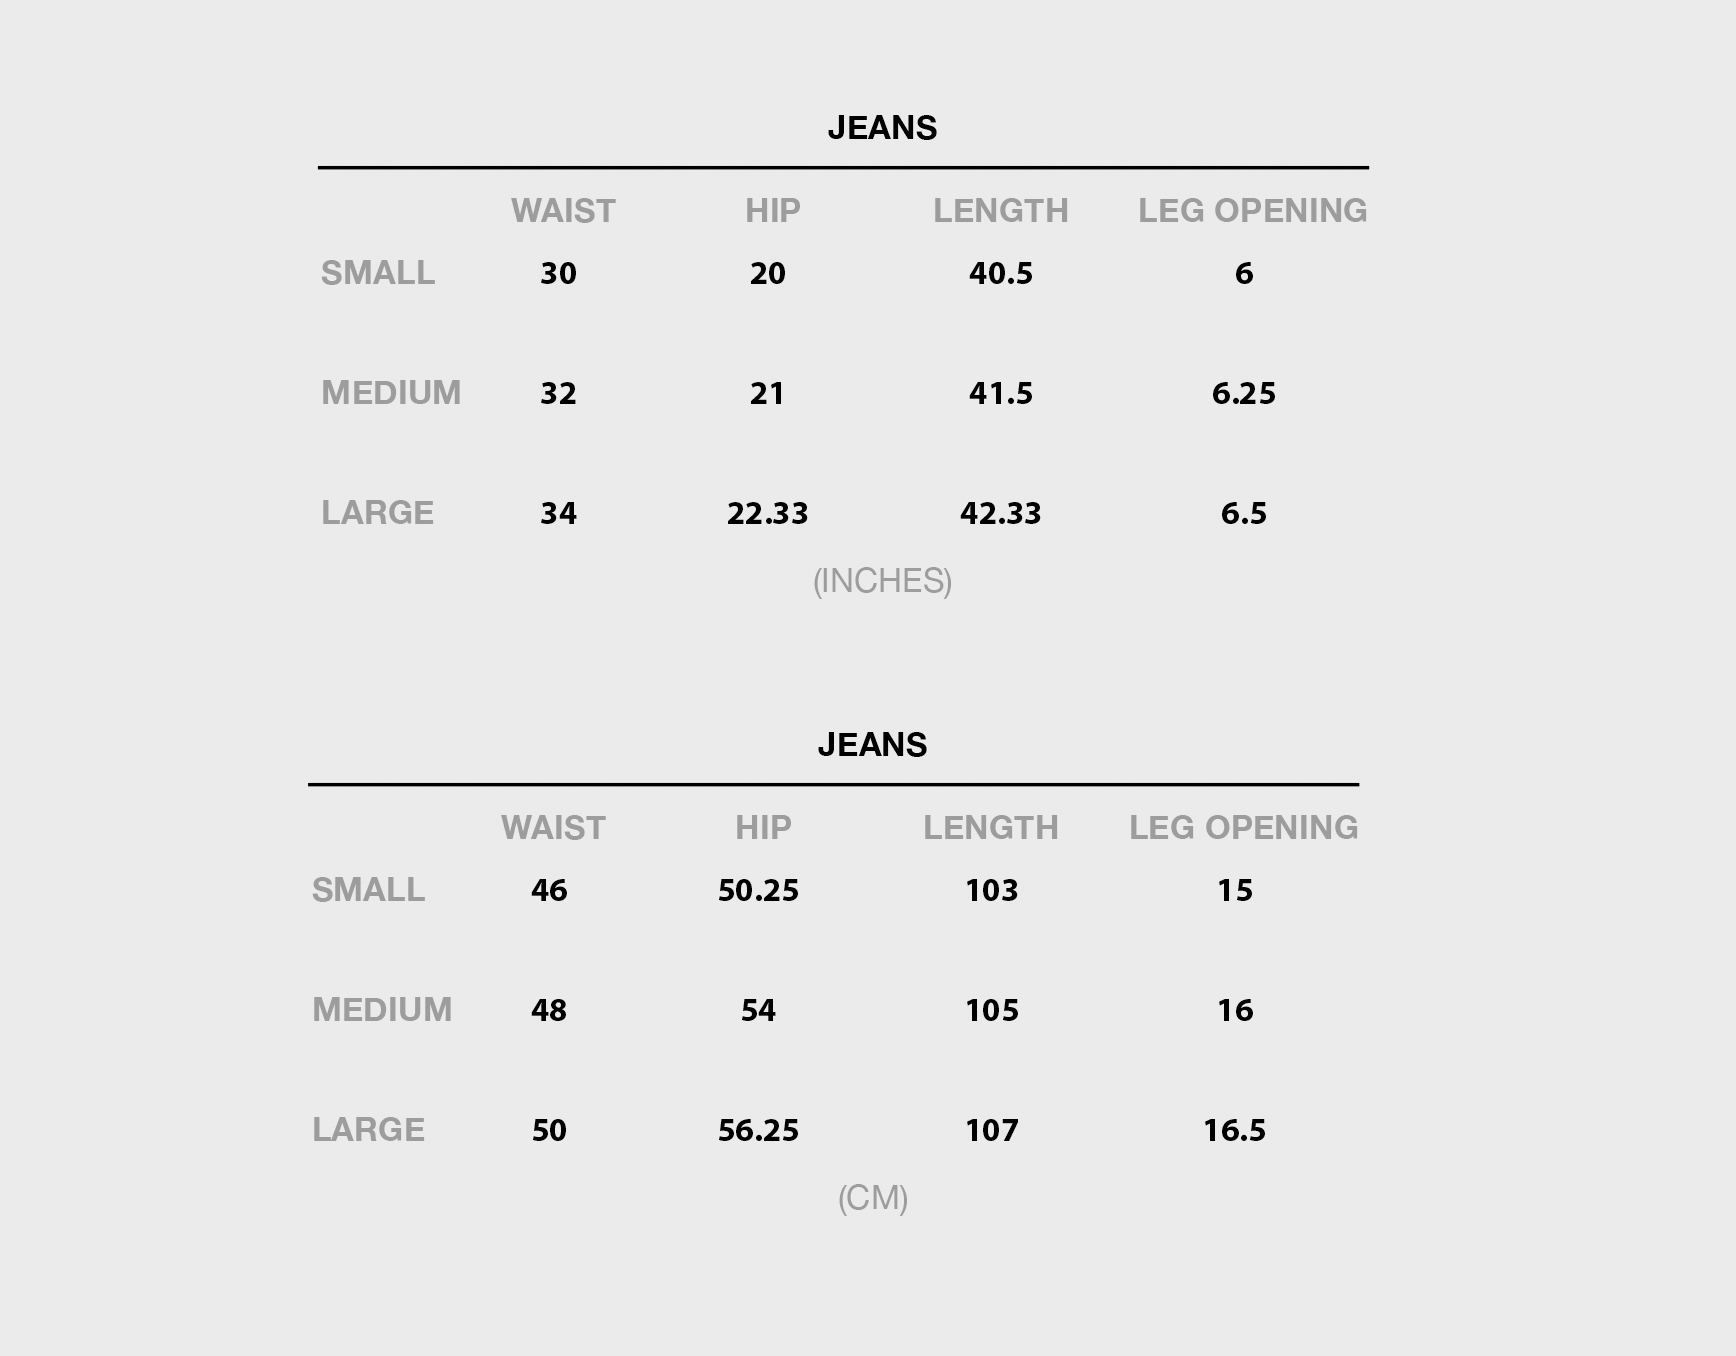 JEANS
WAIST HIP LENGTH LEG OPENING
SMALL 30 20 40.5 6
MEDIUM 32 21 41.5 6.25
LARGE 34 22.33 42.33 6.5
(INCHES)
JEANS
WAIST HIP LENGTH LEG OPENING
SMALL 46 50.25 103 15
MEDIUM 48 54 105 16
LARGE 50 56.25 107 16.5
(CM)